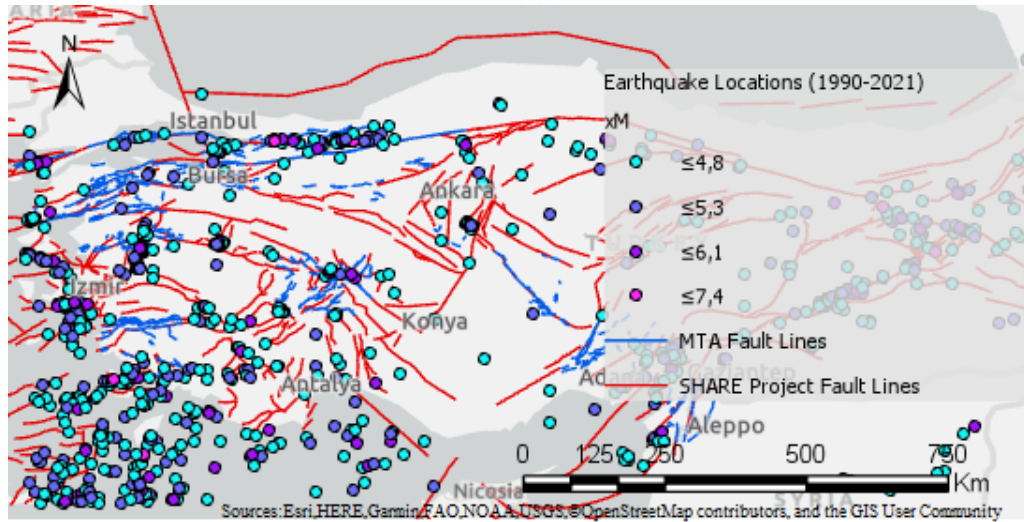 ARIA
N
Earthquake Locations (1990-2021)
Istanbul
xM
≤4,8
Bursa
Ankara
≤5,3
≤6,1
Izmir
≤7,4
Konya
MTA Fault Lines
Gaziantep
Antalya
SHARE Project Fault Lines
Aleppo
0 125 250 500 750
Km
Nicosia
SYRIA
Sources: Esri, HERE, Garmin, FAO, NOAA, USGS, ©OpenStreetMap contributors, and the GIS User Community